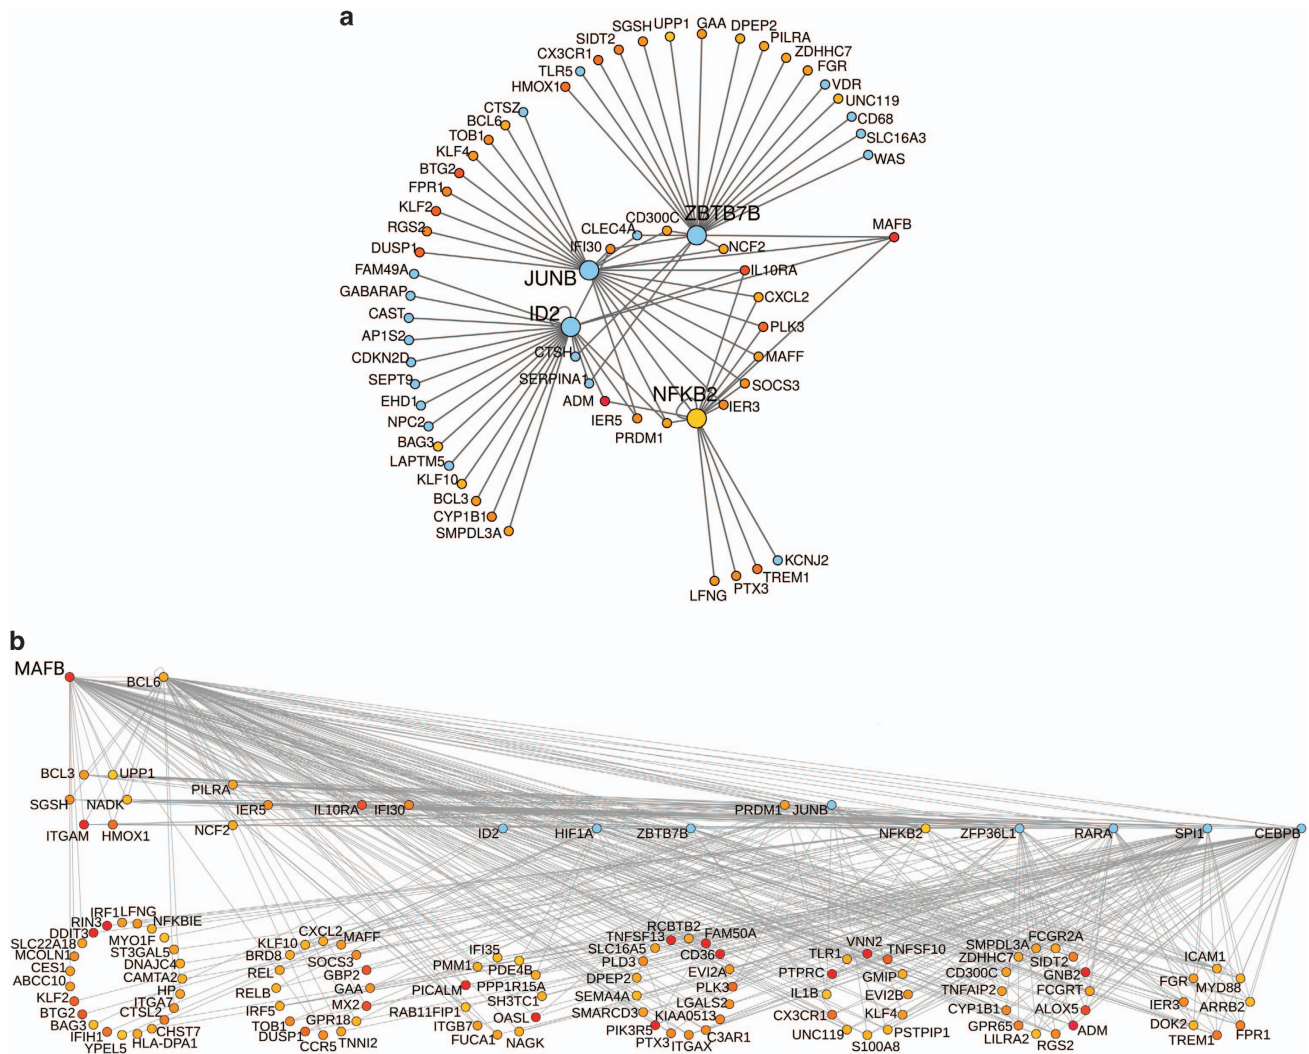 a
SGSH UPP1 GAA DPEP2
SIDT2 PILRA
CX3CR1 ZDHHC7
TLR5 FGR
HMOX1 VDR
UNC119
CTSZ CD68
BCL6 SLC16A3
TOB1
KLF4 WAS
BTG2
FPR1
KLF2 CD300C ZBTB7B
RGS2 CLEC4A MAFB
DUSP1 IFI30 NCF2
FAM49A JUNB IL10RA
GABARAP CXCL2
CAST ID2
AP1S2 PLK3
CDKN2D CTSH MAFF
SEPT9 SERPINA1 SOCS3
EHD1 ADM NFKB2 IER3
NPC2 IER5
BAG3 PRDM1
LAPTM5
KLF10
BCL3
CYP1B1
SMPDL3A
KCNJ2
TREM1
LFNG PTX3
b
MAFB
BCL6
BCL3 UPP1
PILRA
SGSH NADK IER5 IL10RA IFI30 PRDM1 JUNB
ITGAM HMOX1 NCF2 ID2 HIF1A ZBTB7B NFKB2 ZFP36L1 RARA SPI1 CEBPB
IRF1 LFNG
RIN3 NFKBIE
DDIT3 MYO1F
SLC22A18 ST3GAL5
MCOLN1 DNAJC4
CES1 CAMTA2
ABCC10 HP
KLF2 ITGA7
BTG2 CTSL2
BAG3 CHST7
IFIH1 HLA-DPA1
YPEL5
CXCL2 MAFF
KLF10
BRD8 SOCS3
REL GBP2
RELB GAA
IRF5 MX2
TOB1 GPR18
DUSP1 TNNI2
CCR5
IFI35
PMM1 PDE4B
PICALM PPP1R15A
SH3TC1
RAB11FIP1 OASL
ITGB7
FUCA1 NAGK
RCBTB2
TNFSF13 FAM50A
SLC16A5 CD36
PLD3 EVI2A
DPEP2 PLK3
SEMA4A LGALS2
SMARCD3 KIAA0513
PIK3R5 C3AR1
PTX3 ITGAX
VNN2
TLR1 TNFSF10
PTPRC GMIP
IL1B EVI2B
CX3CR1 KLF4
UNC119 PSTPIP1
S100A8
FCGR2A
SMPDL3A SIDT2
ZDHHC7 GNB2
CD300C FCGRT
TNFAIP2 ALOX5
CYP1B1 ADM
GPR65
LILRA2 RGS2
ICAM1
FGR MYD88
IER3 ARRB2
DOK2 FPR1
TREM1